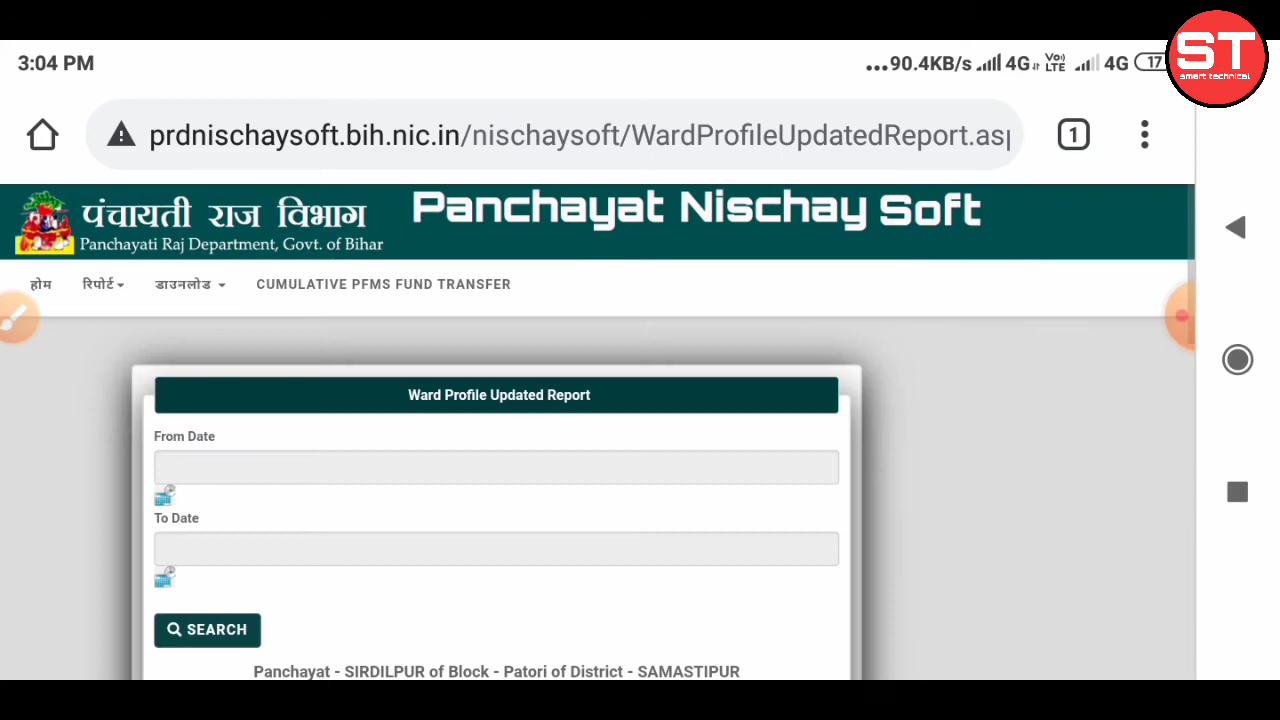 3:04 PM
...90.4KB/s 4G Vo) LTE 4G 17
ST
smart technical
prdnischaysoft.bih.nic.in/nischaysoft/WardProfileUpdatedReport.asp
1
पंचायती राज विभाग
Panchayati Raj Department, Govt. of Bihar
Panchayat Nischay Soft
होम रिपोर्ट डाउनलोड CUMULATIVE PFMS FUND TRANSFER
Ward Profile Updated Report
From Date
To Date
SEARCH
Panchayat - SIRDILPUR of Block - Patori of District - SAMASTIPUR